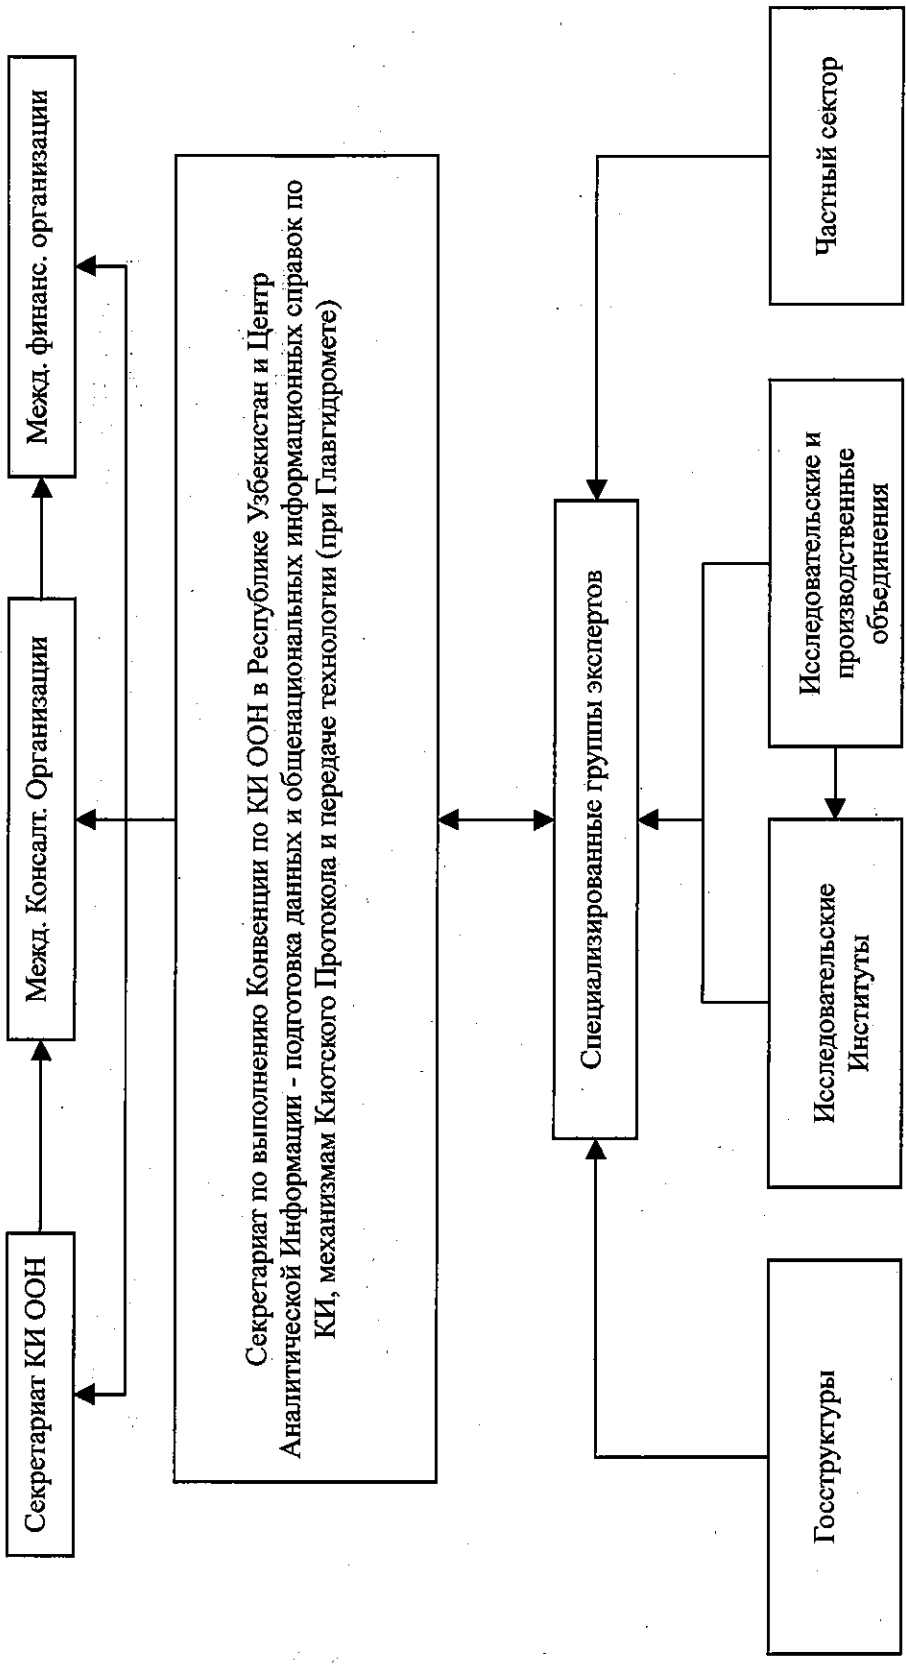 Секретариат КИ ООН
Межд. Консалт. Организации
Межд. финанс. организации
Секретариат по выполнению Конвенции по КИ ООН в Республике Узбекистан и Центр
Аналитической Информации - подготовка данных и общенациональных информационных справок по
КИ, механизмам Киотского Протокола и передаче технологии (при Главгидромете)
Специализированные группы экспертов
Госструктуры
Исследовательские
Институты
Исследовательские и
производственные
объединения
Частный сектор